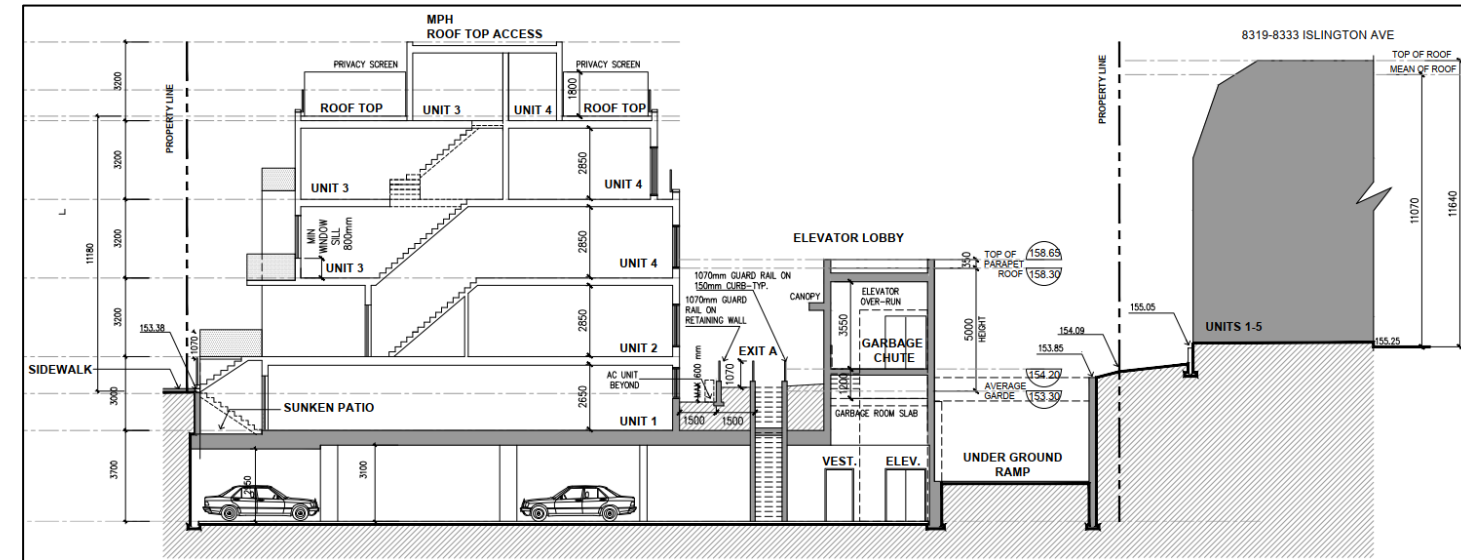 MPH
ROOF TOP ACCESS
8319-8333 ISLINGTON AVE
TOP OF ROOF
MEAN OF ROOF
PRIVACY SCREEN
PRIVACY SCREEN
3200
PROPERTY LINE
ROOF TOP
UNIT 3
UNIT 4
1800
ROOF TOP
PROPERTY LINE
3200
UNIT 3
2850
UNIT 4
11180
3200
MIN
WINDOW
SILL
800mm
UNIT 3
2850
UNIT 4
11070
11640
ELEVATOR LOBBY
TOP OF
PARAPET
158.65
350
ROOF
158.30
1070mm GUARD RAIL ON
150mm CURB-TYP.
1070mm GUARD
RAIL ON
RETAINING WALL
CANOPY
ELEVATOR
OVER-RUN
3200
2850
UNIT 2
3550
5000
HEIGHT
GARBAGE
CHUTE
EXIT A
153.38
1070
SIDEWALK
155.05
154.09
153.85
UNITS 1-5
155.25
154.20
AVERAGE
GARDE
153.30
AC UNIT
BEYOND
MAX.600 mm
1070
1200
3000
SUNKEN PATIO
2650
UNIT 1
1500
1500
GARBAGE ROOM SLAB
3700
3100
VEST.
ELEV.
UNDER GROUND
RAMP